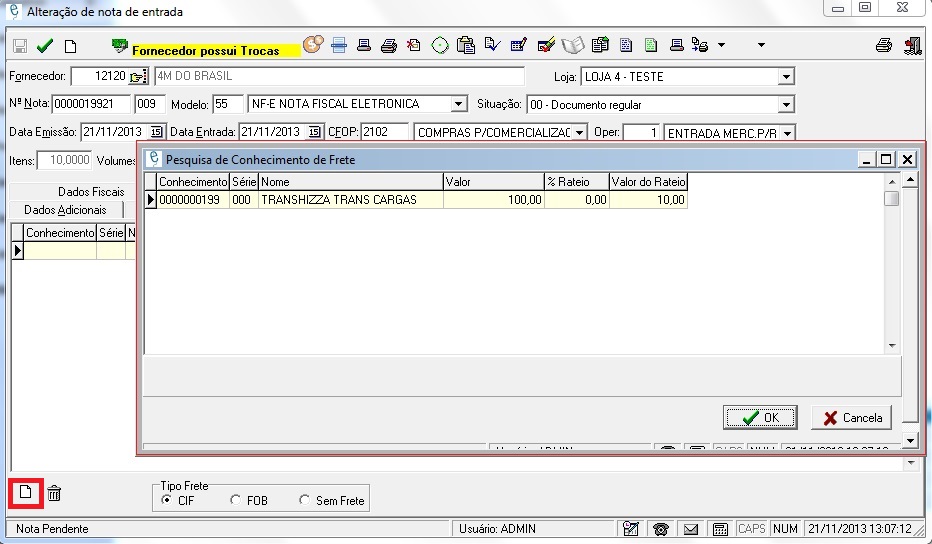 Alteração de nota de entrada
Fornecedor possui Trocas
Fornecedor: 12120 4M DO BRASIL Loja: LOJA 4 - TESTE
Nº Nota: 0000019921 009 Modelo: 55 NF-E NOTA FISCAL ELETRONICA Situação: 00 - Documento regular
Data Emissão: 21/11/2013 15 Data Entrada: 21/11/2013 15 CFOP: 2102 COMPRAS P/COMERCIALIZAC Oper: 1 ENTRADA MERC.P/R
Itens: 10,0000 Volumes
Pesquisa de Conhecimento de Frete
Conhecimento Série Nome Valor % Rateio Valor do Rateio
0000000199 000 TRANSHIZZA TRANS CARGAS 100,00 0,00 10,00
Dados Fiscais
Dados Adicionais
Conhecimento Série N
OK Cancela
Tipo Frete
CIF FOB Sem Frete
Nota Pendente Usuário: ADMIN CAPS NUM 21/11/2013 13:07:12